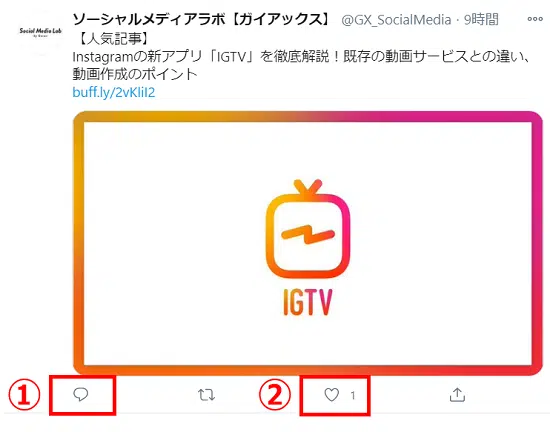 Social Media Lab
by Gaiax
ソーシャルメディアラボ【ガイアックス】 @GX_SocialMedia · 9時間
【人気記事】
Instagramの新アプリ「IGTV」を徹底解説！既存の動画サービスとの違い、
動画作成のポイント
buff.ly/2vKliI2
IGTV
① ② 1